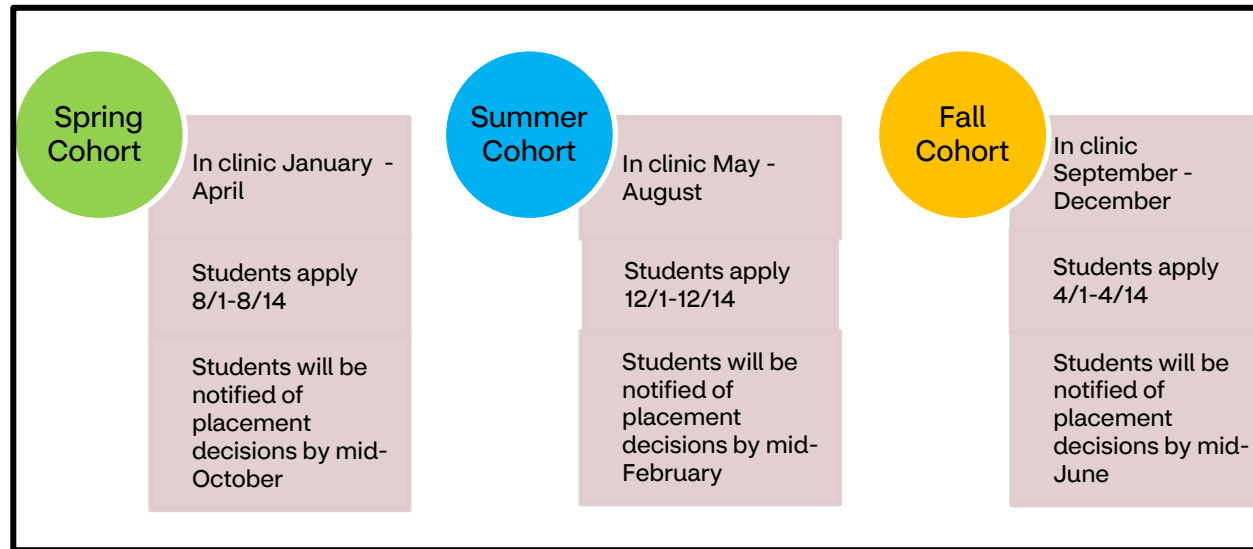 Spring
Cohort
In clinic January -
April
Students apply
8/1-8/14
Students will be
notified of
placement
decisions by mid-
October
Summer
Cohort
In clinic May -
August
Students apply
12/1-12/14
Students will be
notified of
placement
decisions by mid-
February
Fall
Cohort
In clinic
September -
December
Students apply
4/1-4/14
Students will be
notified of
placement
decisions by mid-
June